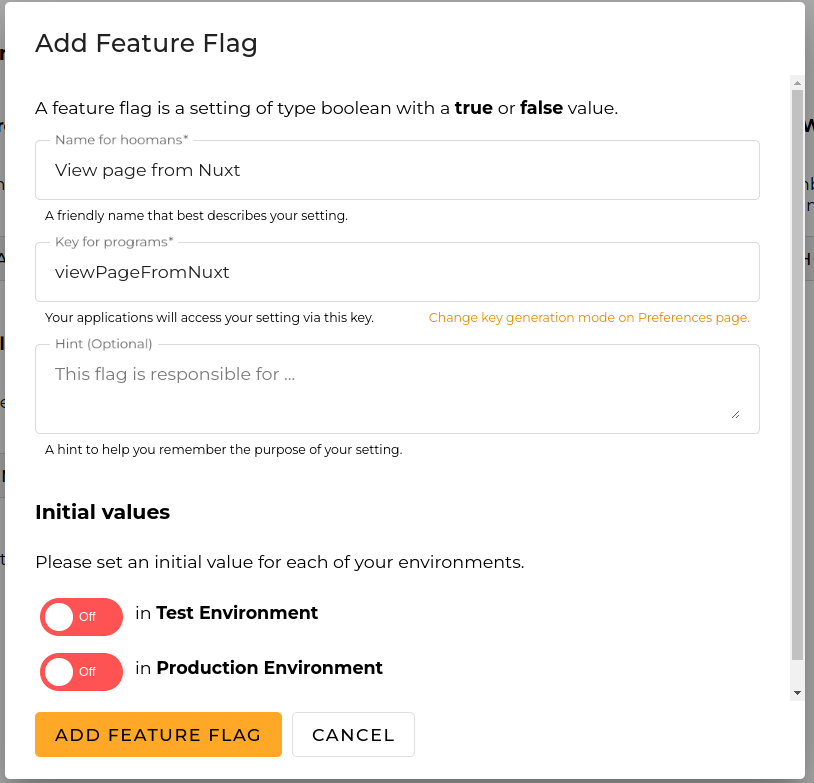 Add Feature Flag
A feature flag is a setting of type boolean with a true or false value.
Name for hoomans*
View page from Nuxt
A friendly name that best describes your setting.
Key for programs*
viewPageFromNuxt
Your applications will access your setting via this key. Change key generation mode on Preferences page.
Hint (Optional)
This flag is responsible for ...
A hint to help you remember the purpose of your setting.
Initial values
Please set an initial value for each of your environments.
Off in Test Environment
Off in Production Environment
ADD FEATURE FLAG CANCEL